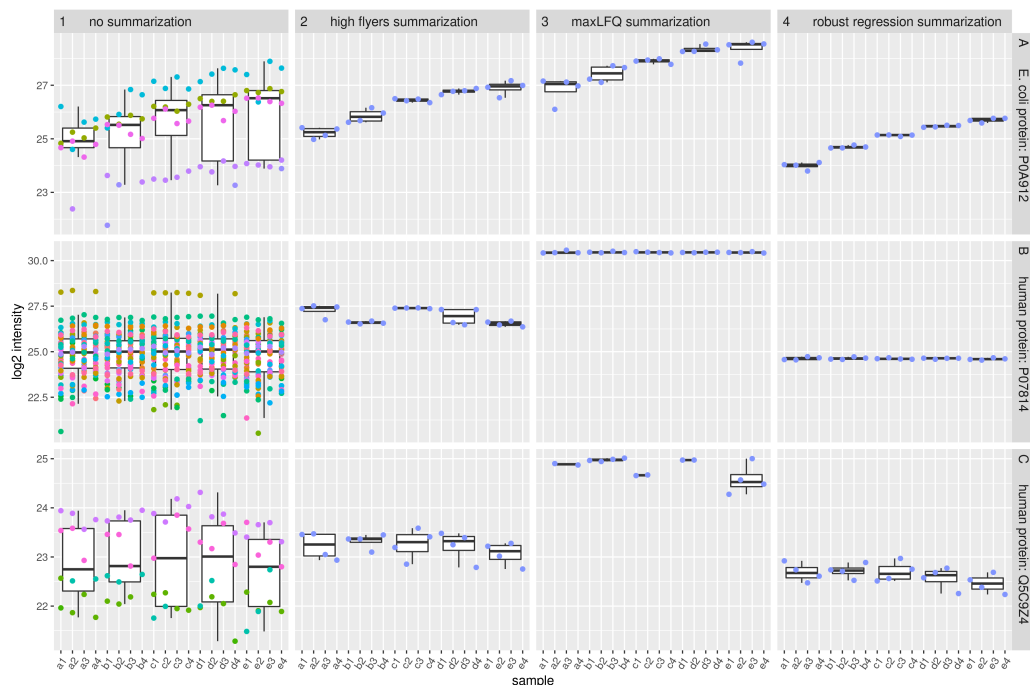 1 no summarization
2 high flyers summarization
3 maxLFQ summarization
4 robust regression summarization
27
25
23
A E. coli protein: P0A912
30.0
27.5
25.0
22.5
B human protein: P07814
25
24
23
22
C human protein: Q5C9Z4
log2 intensity
a1 a2 a3 a4 b1 b2 b3 b4 c1 c2 c3 c4 d1 d2 d3 d4 e1 e2 e3 e4
a1 a2 a3 a4 b1 b2 b3 b4 c1 c2 c3 c4 d1 d2 d3 d4 e1 e2 e3 e4
a1 a2 a3 a4 b1 b2 b3 b4 c1 c2 c3 c4 d1 d2 d3 d4 e1 e2 e3 e4
a1 a2 a3 a4 b1 b2 b3 b4 c1 c2 c3 c4 d1 d2 d3 d4 e1 e2 e3 e4
sample